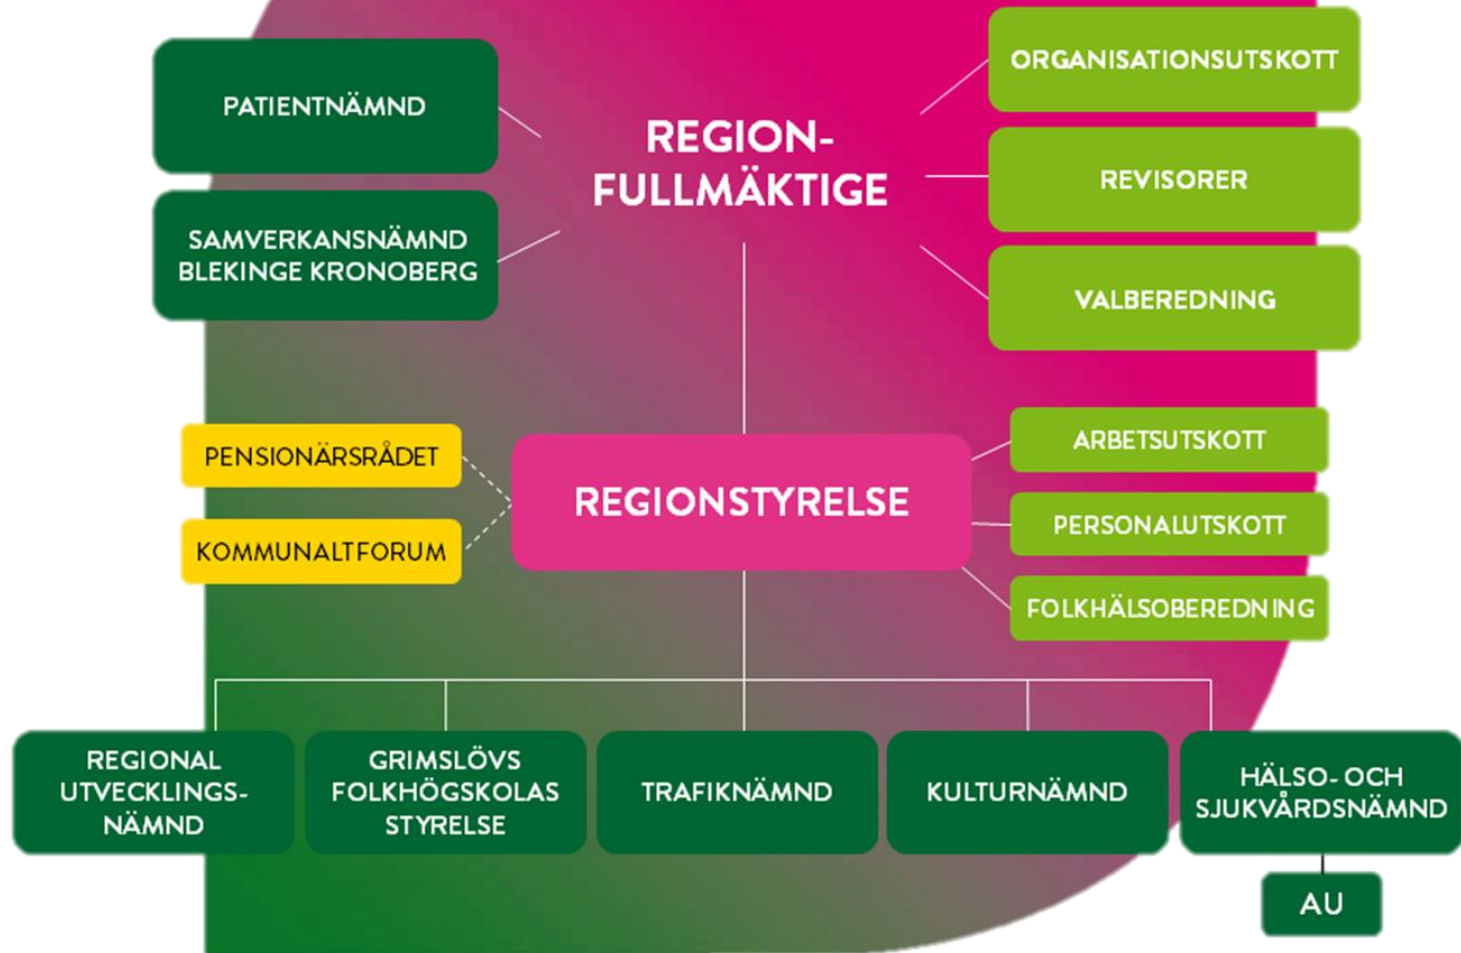 PATIENTNÄMND
SAMVERKANSNÄMND
BLEKINGE KRONOBERG
REGION-
FULLMÄKTIGE
ORGANISATIONSUTSKOTT
REVISORER
VALBEREDNING
PENSIONÄRSRÅDET
KOMMUNALTFORUM
REGIONSTYRELSE
ARBETSUTSKOTT
PERSONALUTSKOTT
FOLKHÄLSOBEREDNING
REGIONAL
UTVECKLINGS-
NÄMND
GRIMSLÖVS
FOLKHÖGSKOLAS
STYRELSE
TRAFIKNÄMND
KULTURNÄMND
HÄLSO- OCH
SJUKVÅRDSNÄMND
AU